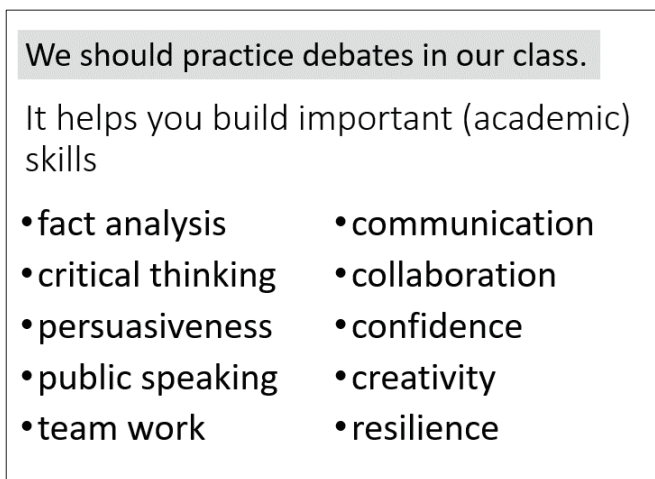 We should practice debates in our class.
It helps you build important (academic)
skills
•fact analysis
•critical thinking
•persuasiveness
•public speaking
•team work
•communication
•collaboration
•confidence
•creativity
•resilience